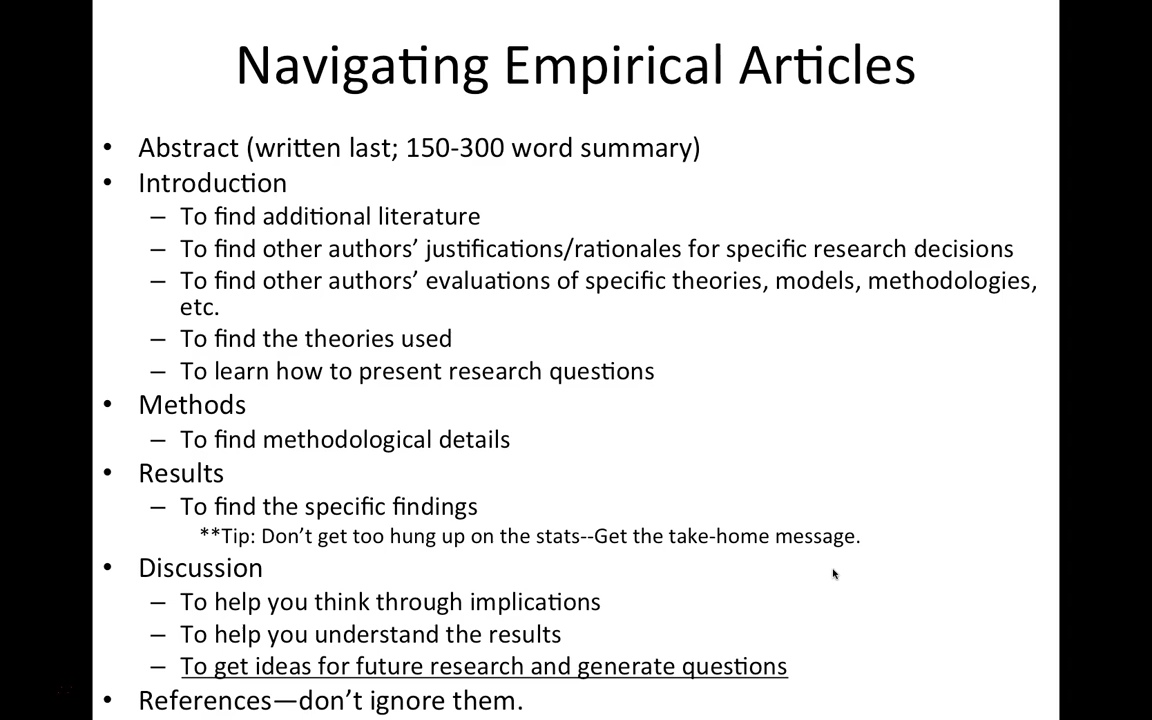 Navigating Empirical Articles
• Abstract (written last; 150-300 word summary)
• Introduction
– To find additional literature
– To find other authors’ justifications/rationales for specific research decisions
– To find other authors’ evaluations of specific theories, models, methodologies,
etc.
– To find the theories used
– To learn how to present research questions
• Methods
– To find methodological details
• Results
– To find the specific findings
**Tip: Don’t get too hung up on the stats--Get the take-home message.
• Discussion
– To help you think through implications
– To help you understand the results
– To get ideas for future research and generate questions
• References—don’t ignore them.